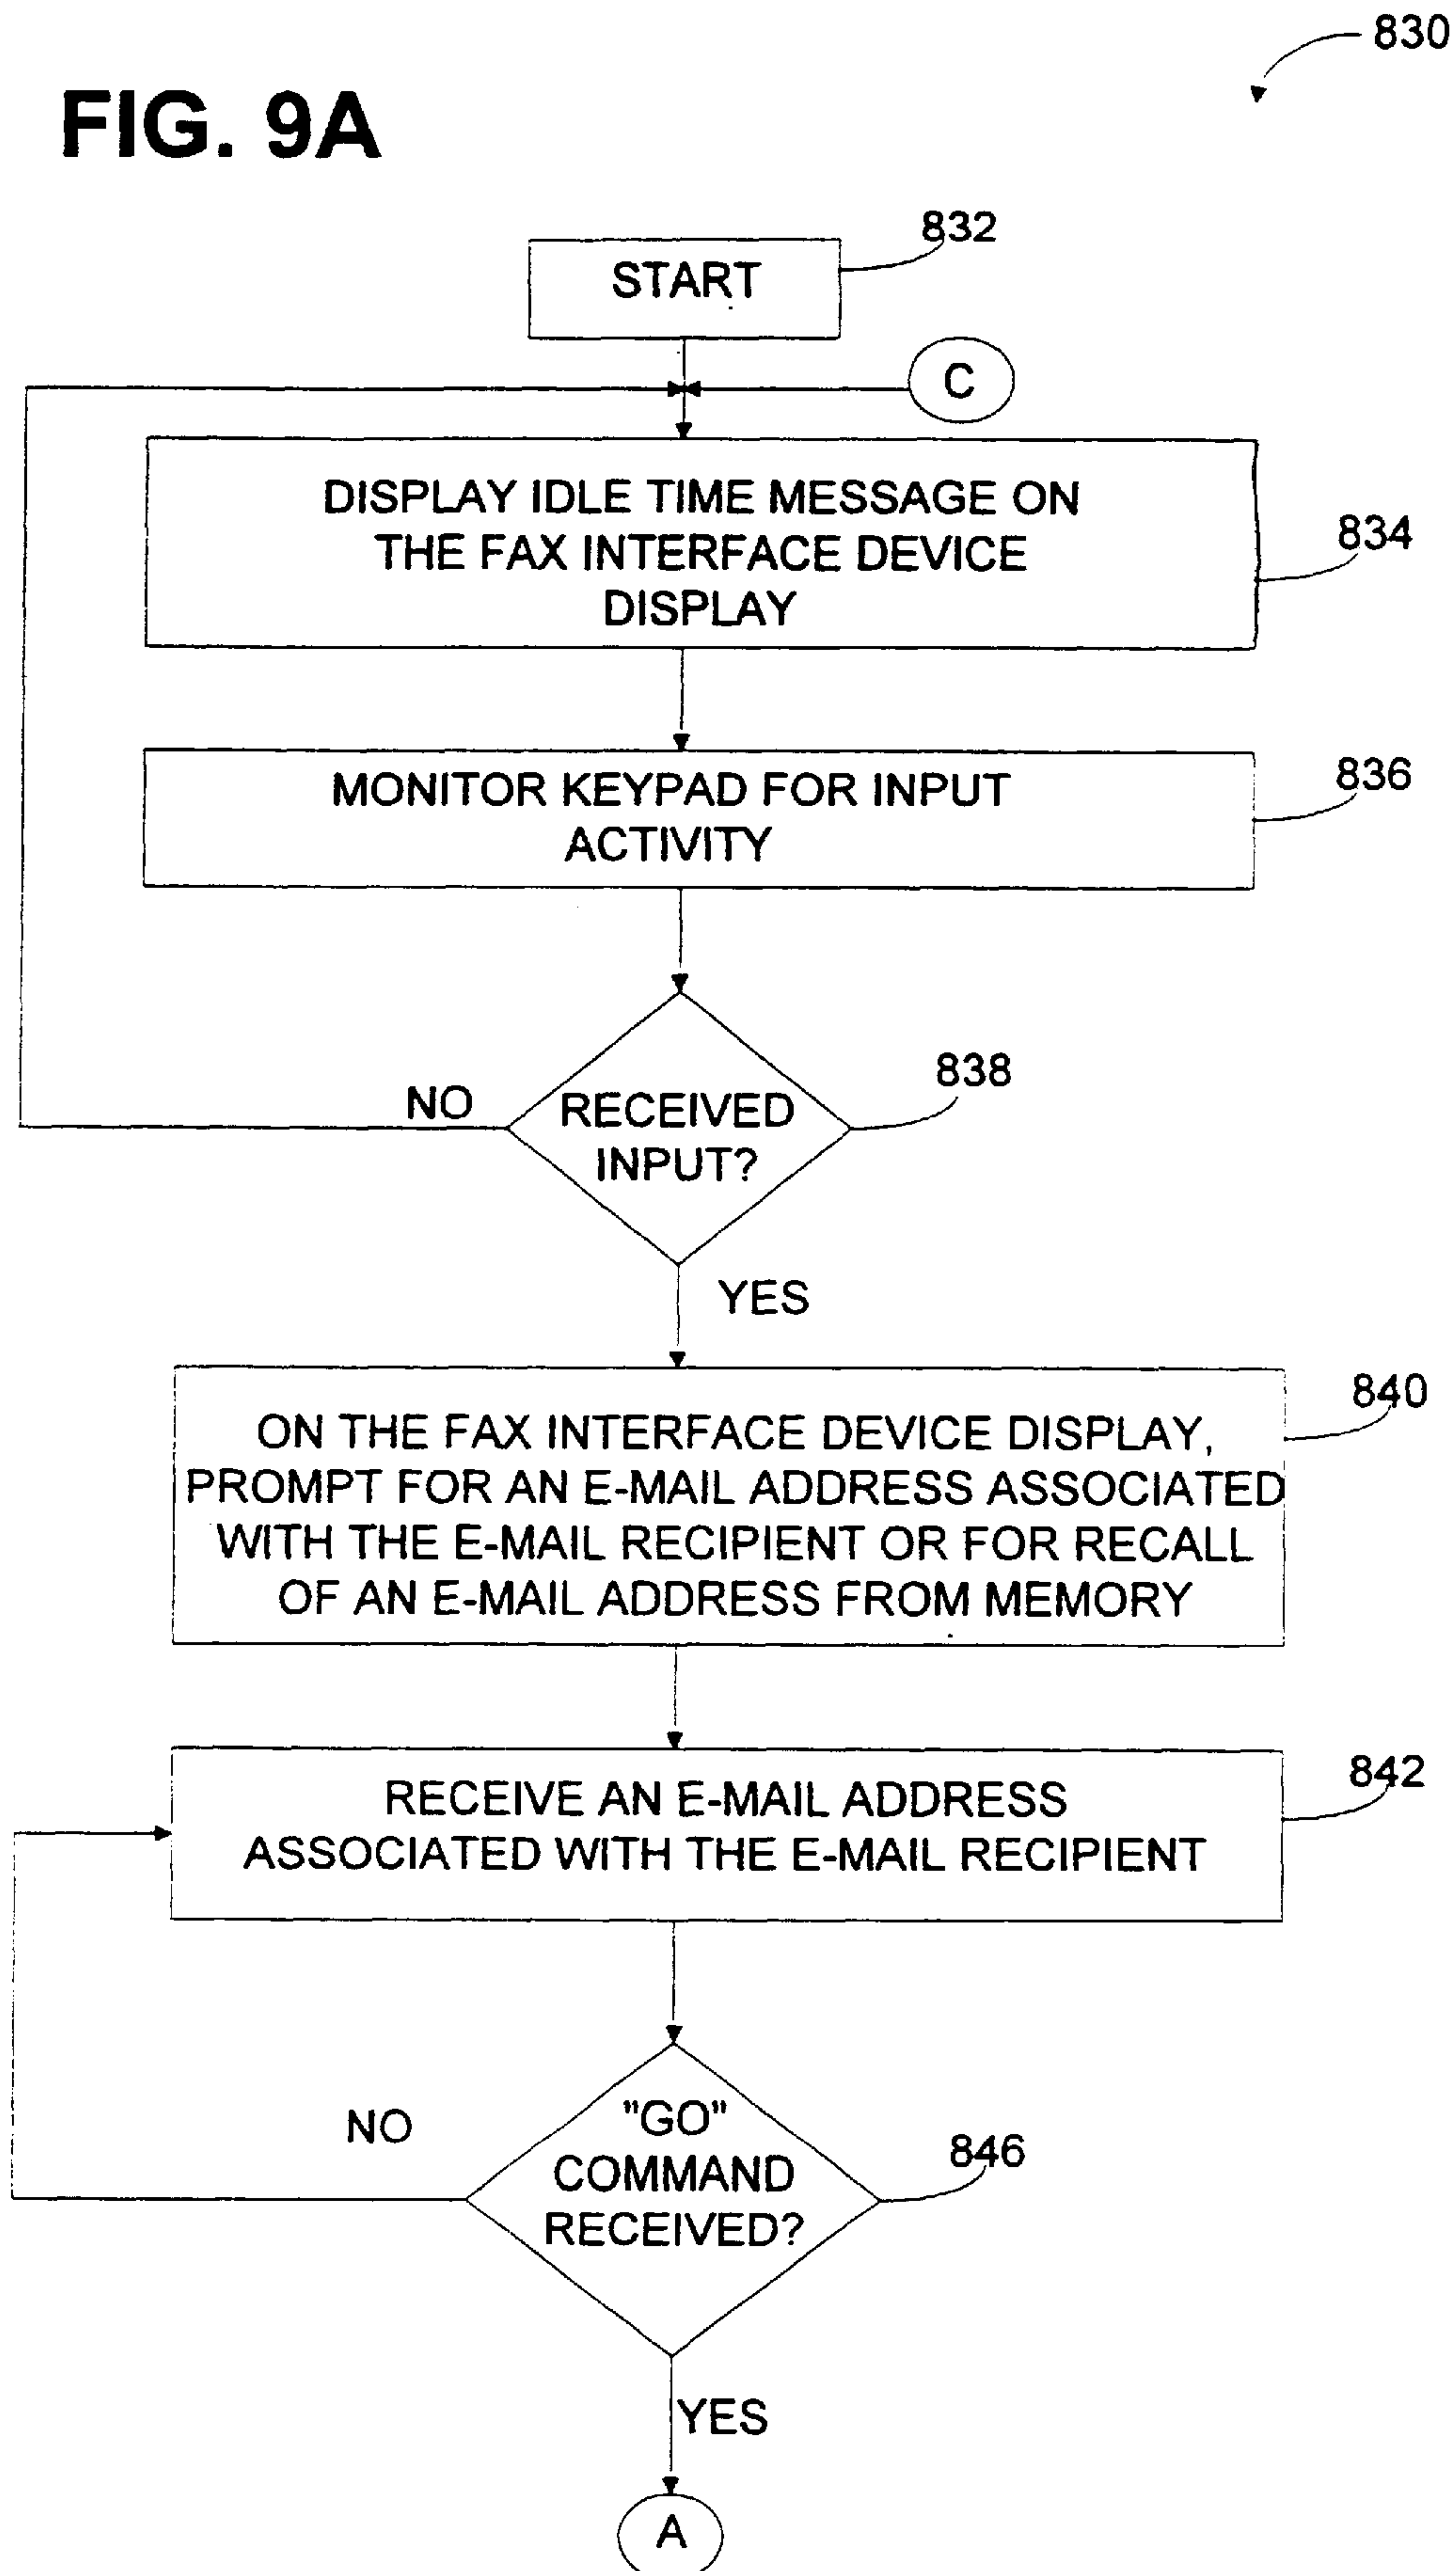 830
FIG. 9A
832
START
C
DISPLAY IDLE TIME MESSAGE ON
THE FAX INTERFACE DEVICE
DISPLAY
834
MONITOR KEYPAD FOR INPUT
ACTIVITY
836
838
NO
RECEIVED
INPUT?
YES
840
ON THE FAX INTERFACE DEVICE DISPLAY,
PROMPT FOR AN E-MAIL ADDRESS ASSOCIATED
WITH THE E-MAIL RECIPIENT OR FOR RECALL
OF AN E-MAIL ADDRESS FROM MEMORY
842
RECEIVE AN E-MAIL ADDRESS
ASSOCIATED WITH THE E-MAIL RECIPIENT
NO
"GO"
COMMAND
RECEIVED?
846
YES
A